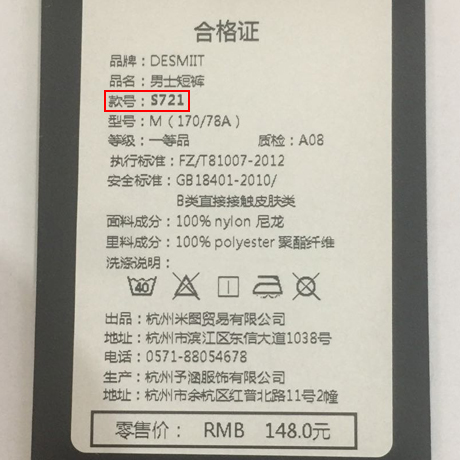 合格证
品牌：DESMIIT
品名：男士短裤
款号：S721
型号：M（170/78A）
等级：一等品 质检：A08
执行标准：FZ/T81007-2012
安全标准：GB18401-2010/
B类直接接触皮肤类
面料成分：100% nylon 尼龙
里料成分：100% polyester 聚酯纤维
洗涤说明：
40
出品：杭州米图贸易有限公司
地址：杭州市滨江区东信大道1038号
电话：0571-88054678
出品：杭州予涵服饰有限公司
地址：杭州市余杭区红普北路11号2幢
零售价： RMB 148.0元